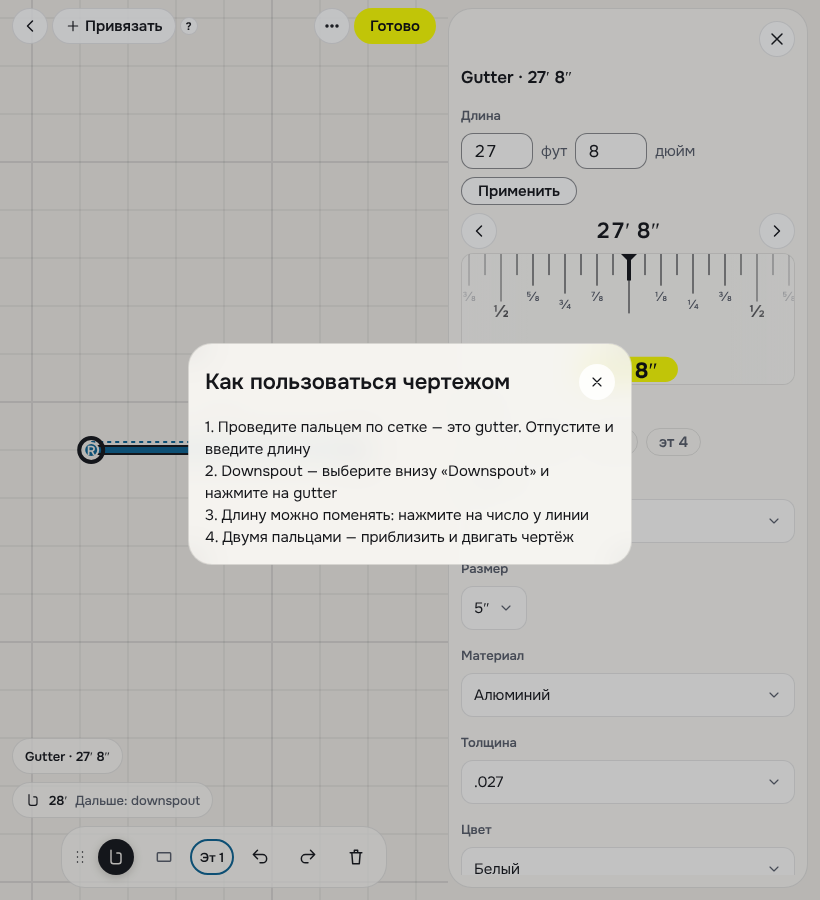 Привязать
?
Готово
Gutter · 27′ 8″
Длина
27 фут 8 дюйм
Применить
27′ 8″
⅜ ½ ⅝ ¾ ⅞ ⅛ ¼ ⅜ ½ ⅝
8″
Как пользоваться чертежом
1. Проведите пальцем по сетке — это gutter. Отпустите и
введите длину
2. Downspout — выберите внизу «Downspout» и
нажмите на gutter
3. Длину можно поменять: нажмите на число у линии
4. Двумя пальцами — приблизить и двигать чертёж
эт 4
R
Размер
5″
Материал
Алюминий
Толщина
.027
Цвет
Белый
Gutter · 27′ 8″
28′ Дальше: downspout
Эт 1